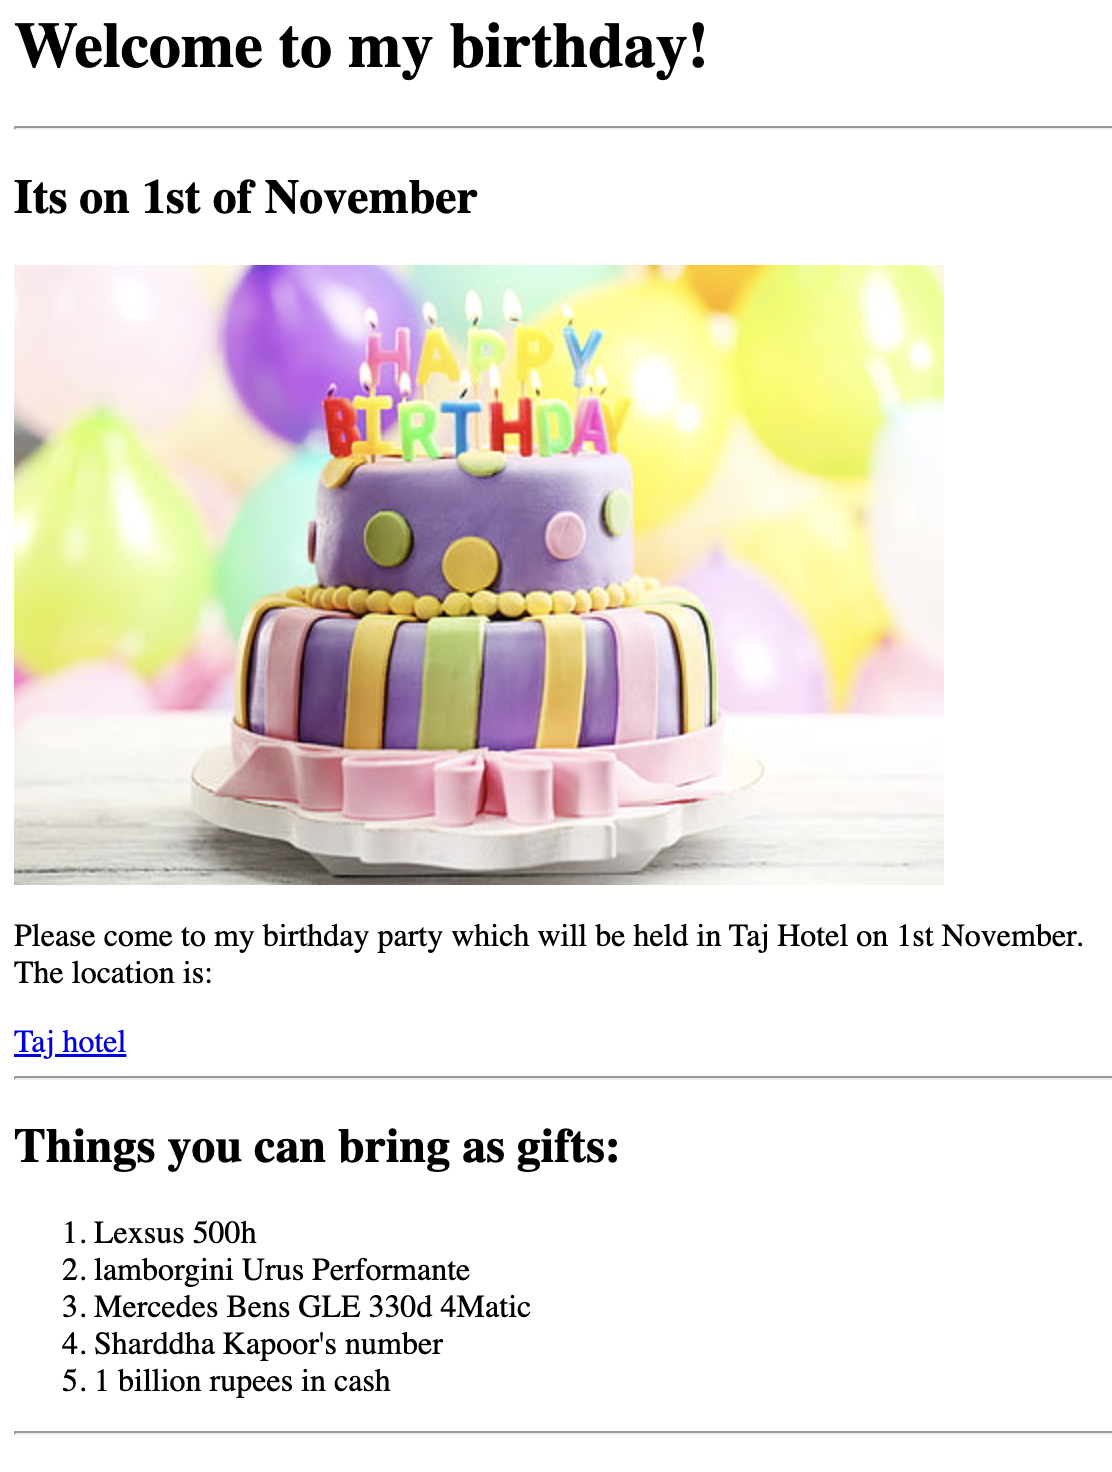 Welcome to my birthday!
Its on 1st of November
HAPPY
BIRTHDAY
Please come to my birthday party which will be held in Taj Hotel on 1st November.
The location is:
Taj hotel
Things you can bring as gifts:
1. Lexsus 500h
2. lamborgini Urus Performante
3. Mercedes Bens GLE 330d 4Matic
4. Sharddha Kapoor's number
5. 1 billion rupees in cash